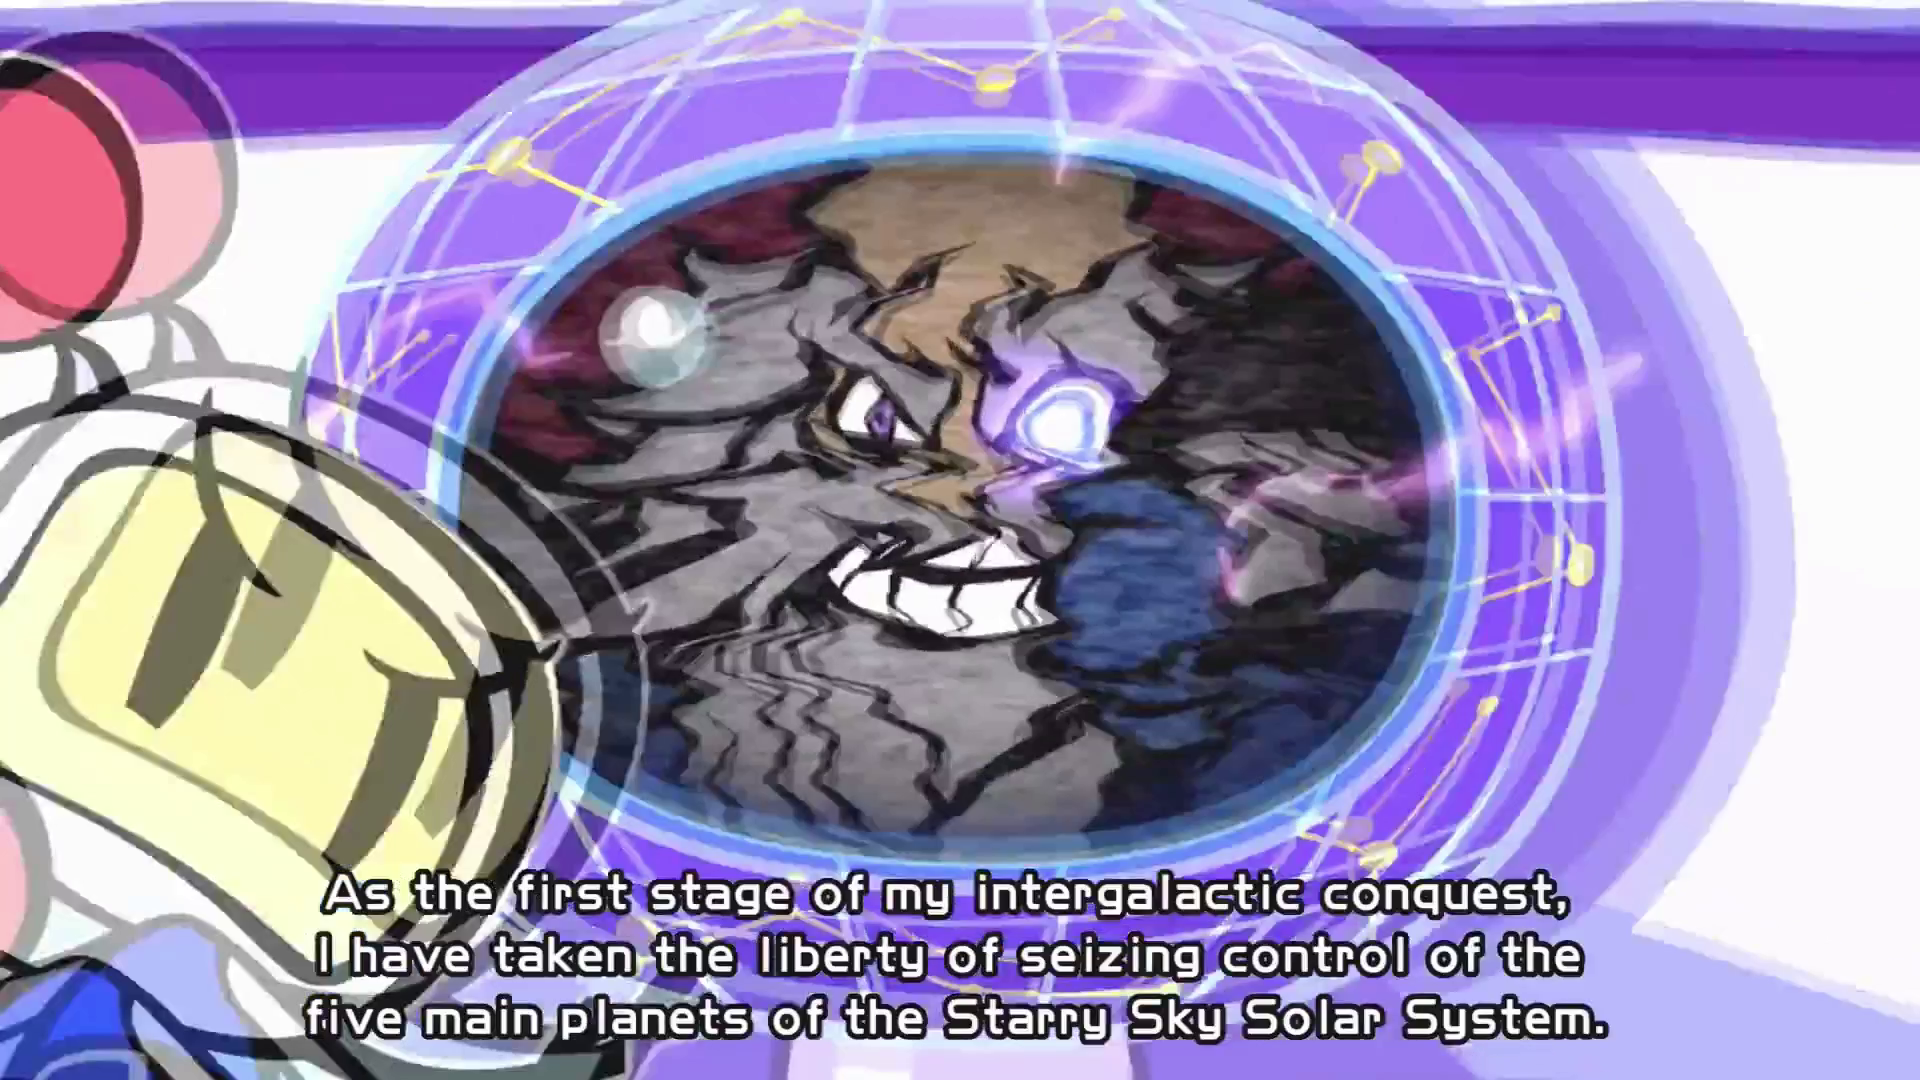 As the first stage of my intergalactic conquest,
I have taken the liberty of seizing control of the
five main planets of the Starry Sky Solar System.